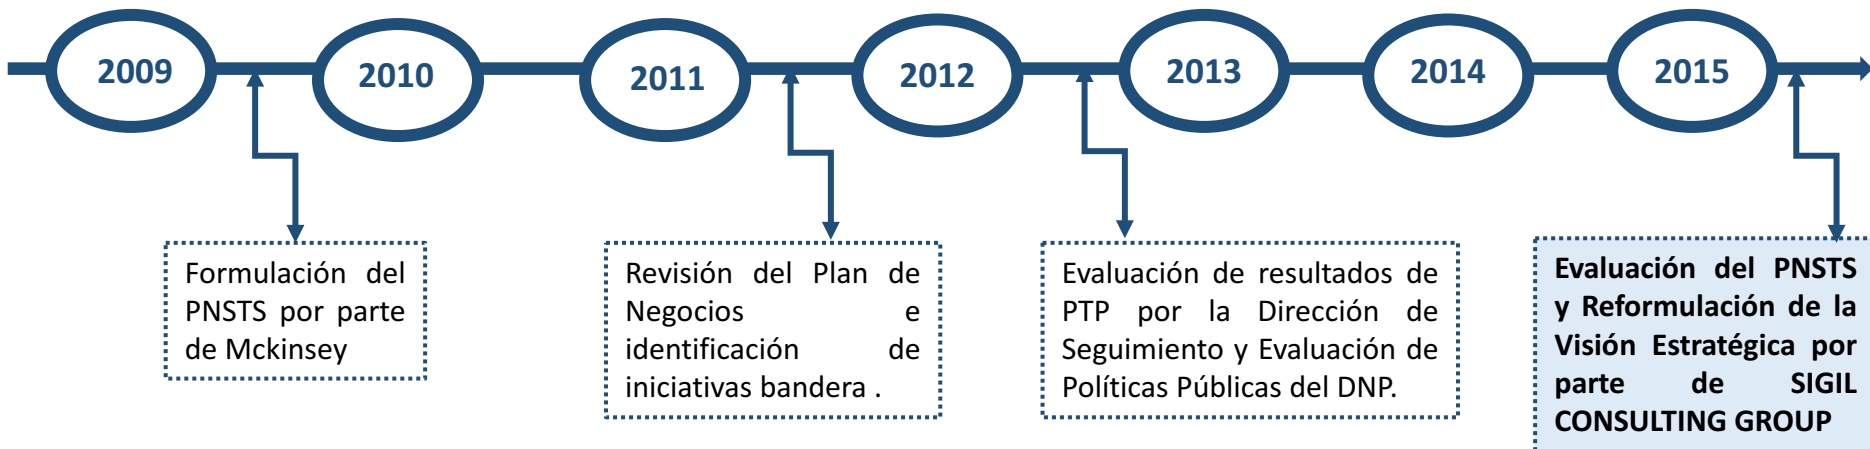 2009
2010
2011
2012
2013
2014
2015
Formulación del
PNSTS por parte
de Mckinsey
Revisión del Plan de
Negocios e
identificación de
iniciativas bandera .
Evaluación de resultados de
PTP por la Dirección de
Seguimiento y Evaluación de
Políticas Públicas del DNP.
Evaluación del PNSTS
y Reformulación de la
Visión Estratégica por
parte de SIGIL
CONSULTING GROUP